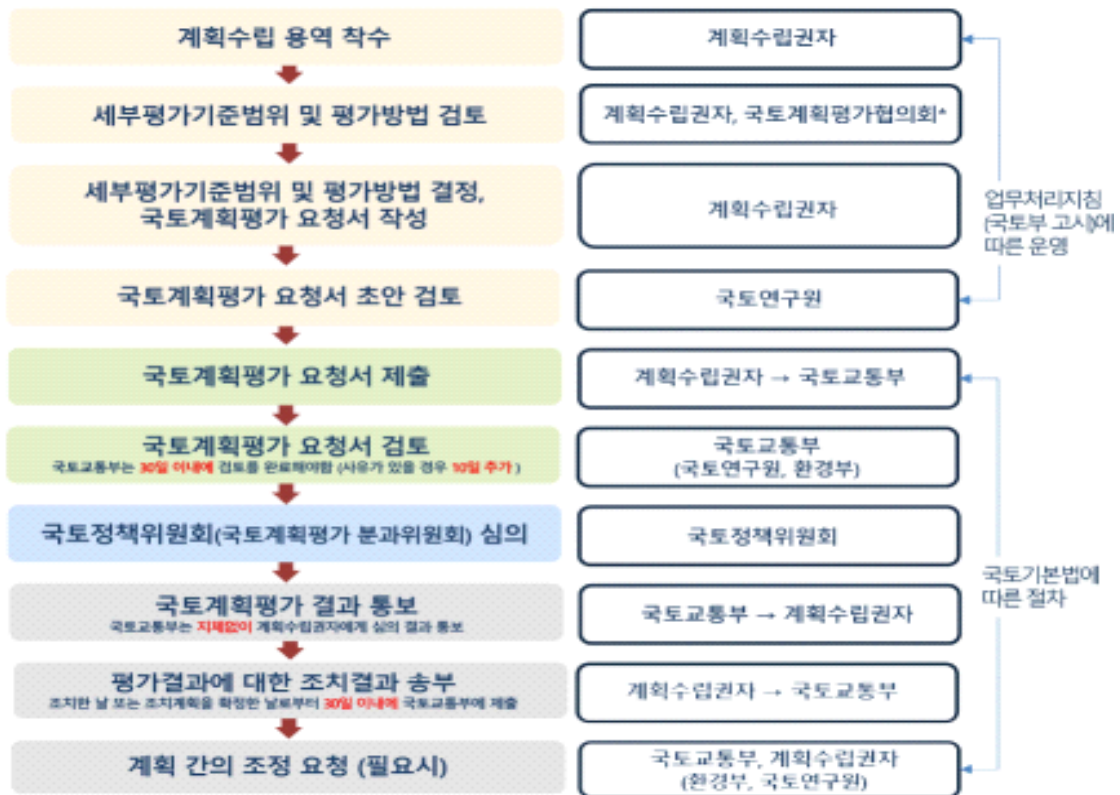 계획수립 용역 착수
계획수립권자
세부평가기준범위 및 평가방법 검토
계획수립권자, 국토계획평가협의회*
세부평가기준범위 및 평가방법 결정,
국토계획평가 요청서 작성
계획수립권자
업무처리지침
(국토부 고시)에
따른 운영
국토계획평가 요청서 초안 검토
국토연구원
국토계획평가 요청서 제출
계획수립권자 → 국토교통부
국토계획평가 요청서 검토
국토교통부는 30일 이내에 검토를 완료해야함 (사유가 있을 경우 10일 추가)
국토교통부
(국토연구원, 환경부)
국토정책위원회(국토계획평가 분과위원회) 심의
국토정책위원회
국토기본법에
따른 절차
국토계획평가 결과 통보
국토교통부는 지체없이 계획수립권자에게 심의 결과 통보
국토교통부 → 계획수립권자
평가결과에 대한 조치결과 송부
조치한 날 또는 조치계획을 확정한 날로부터 30일 이내에 국토교통부에 제출
계획수립권자 → 국토교통부
계획 간의 조정 요청 (필요시)
국토교통부, 계획수립권자
(환경부, 국토연구원)